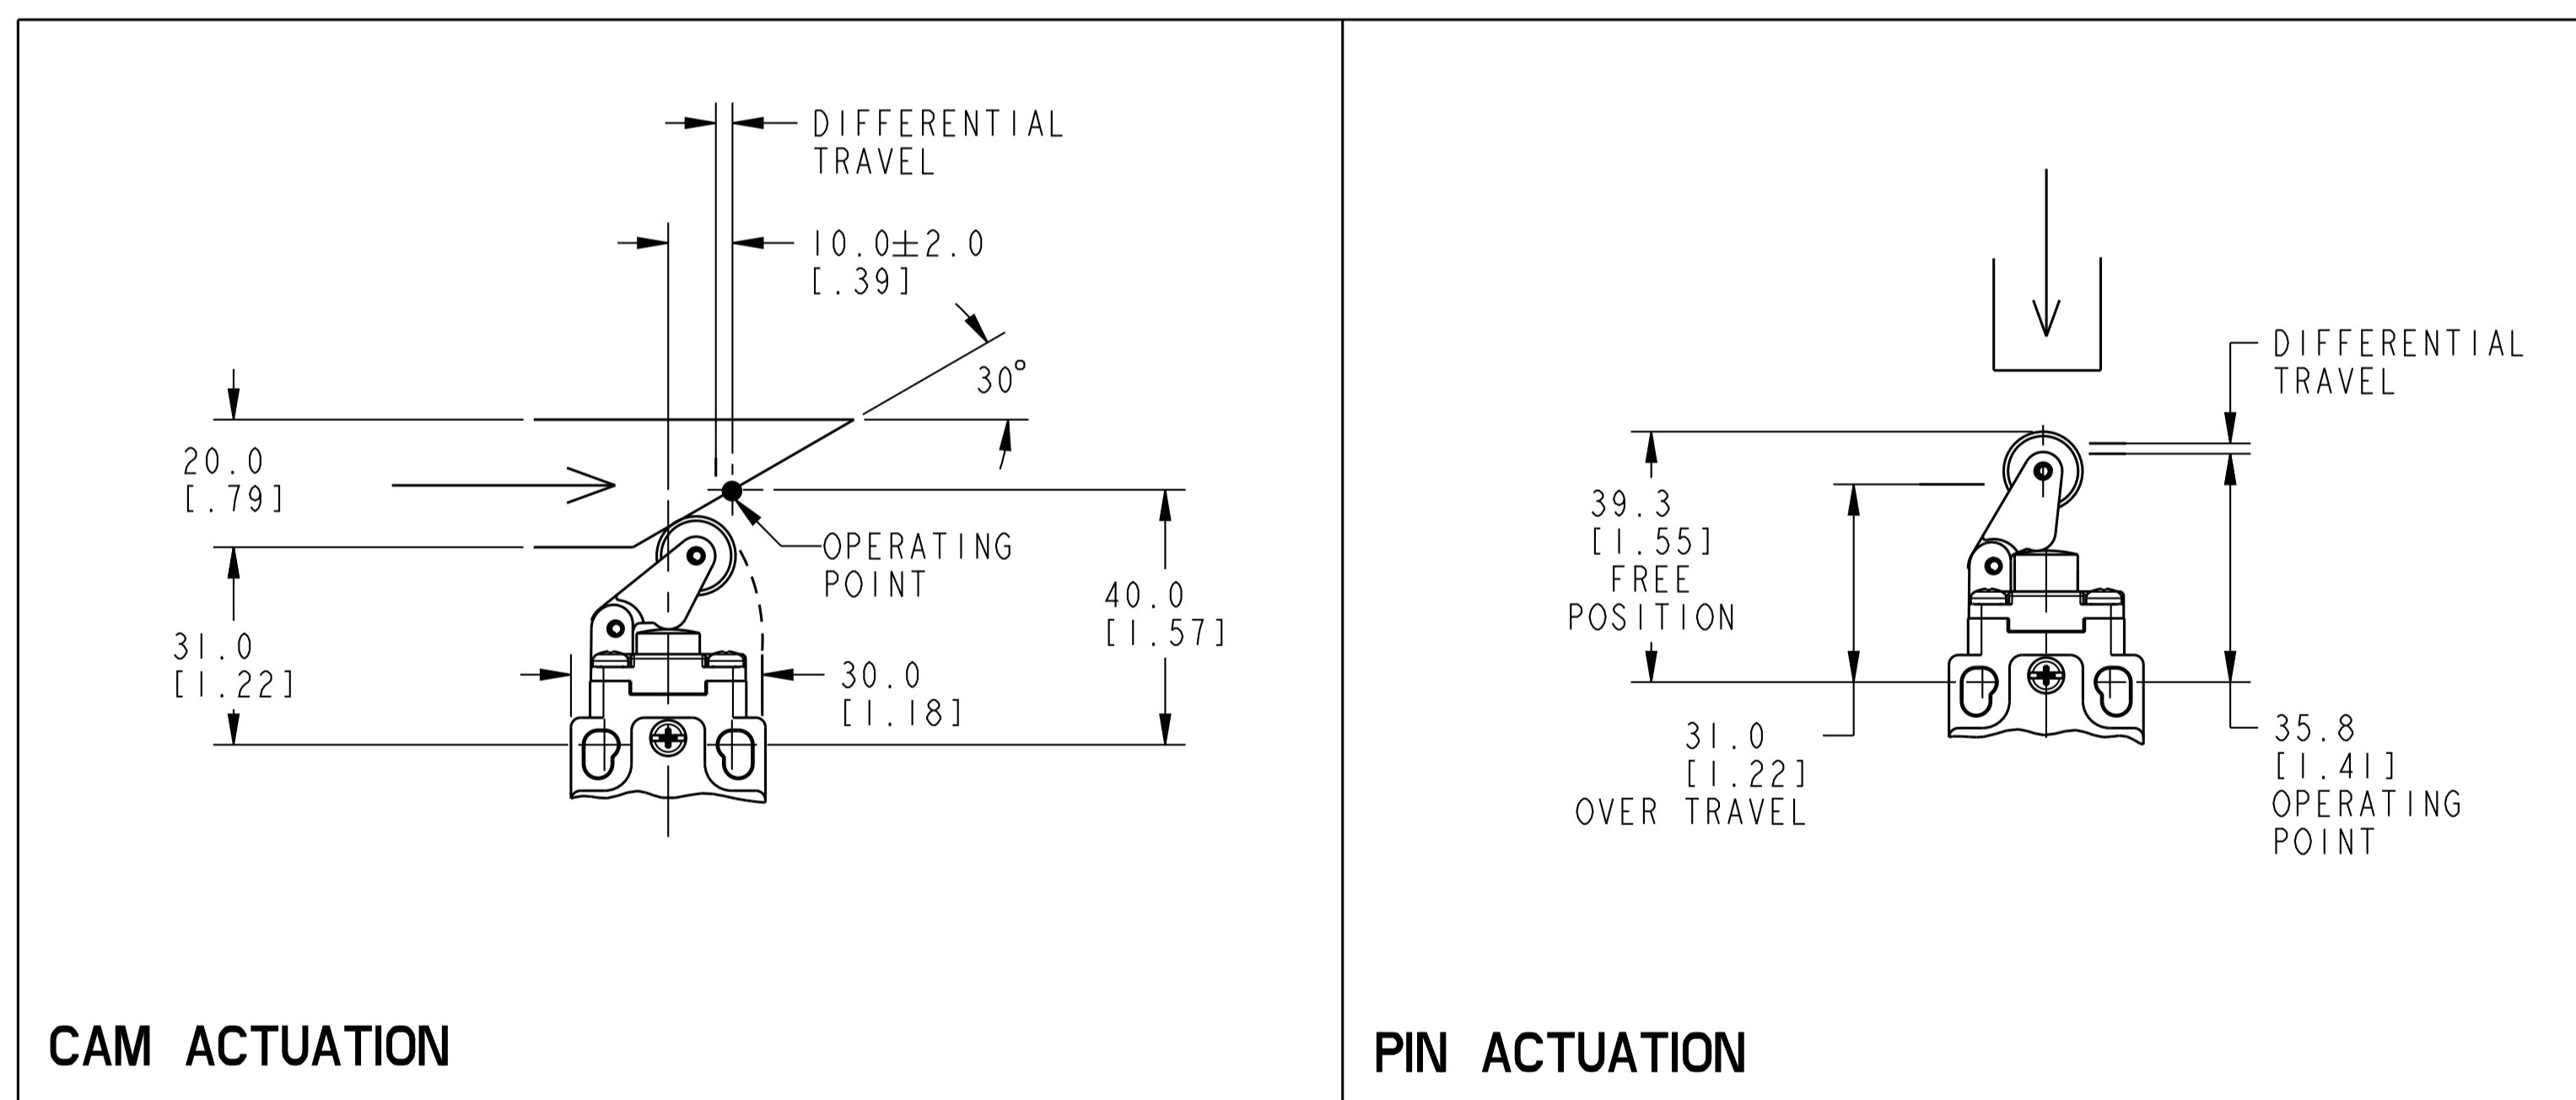 DIFFERENTIAL
TRAVEL
10.0±2.0
[.39]
30°
20.0
[.79]
OPERATING
POINT
40.0
[1.57]
31.0
[1.22]
30.0
[1.18]
CAM ACTUATION
DIFFERENTIAL
TRAVEL
39.3
[1.55]
FREE
POSITION
31.0
[1.22]
OVER TRAVEL
35.8
[1.41]
OPERATING
POINT
PIN ACTUATION